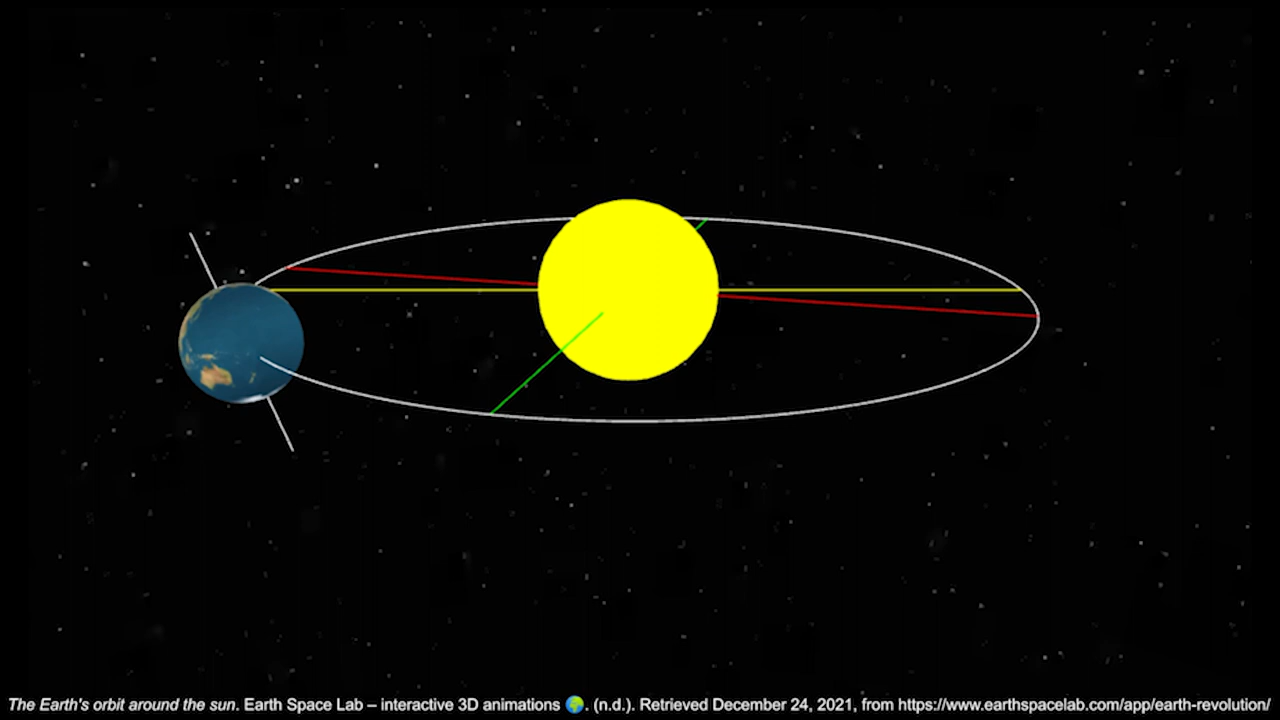 The Earth's orbit around the sun. Earth Space Lab – interactive 3D animations 🌍. (n.d.). Retrieved December 24, 2021, from https://www.earthspacelab.com/app/earth-revolution/